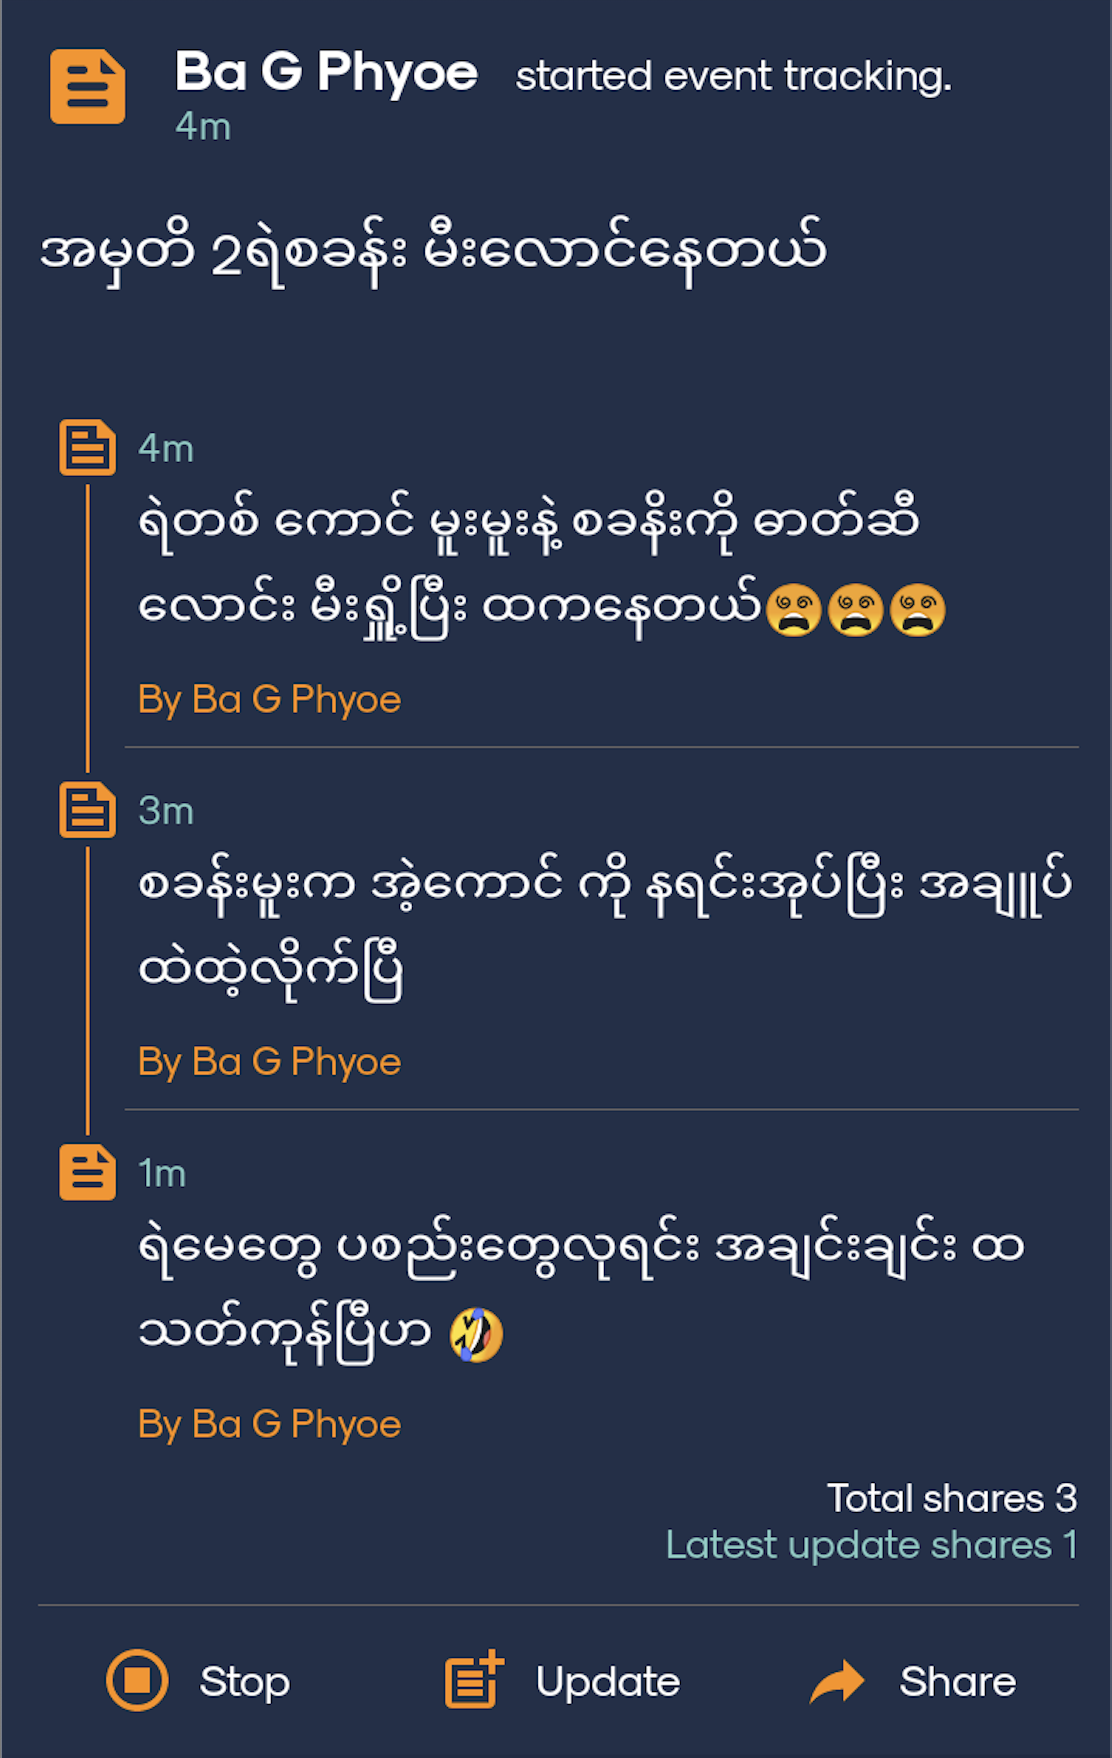 Ba G Phyoe started event tracking.
4m
အမှတိ 2ရဲစခန်း မီးလောင်နေတယ်
4m
ရဲတစ် ကောင် မူးမူးနဲ့ စခနိးကို ဓာတ်ဆီ
လောင်း မီးရှို့ပြီး ထကနေတယ်😵😵😵
By Ba G Phyoe
3m
စခန်းမူးက အဲ့ကောင် ကို နရင်းအုပ်ပြီး အချူပ်
ထဲထဲ့လိုက်ပြီ
By Ba G Phyoe
1m
ရဲမေတွေ ပစည်းတွေလုရင်း အချင်းချင်း ထ
သတ်ကုန်ပြီဟ 🤣
By Ba G Phyoe
Total shares 3
Latest update shares 1
Stop Update Share